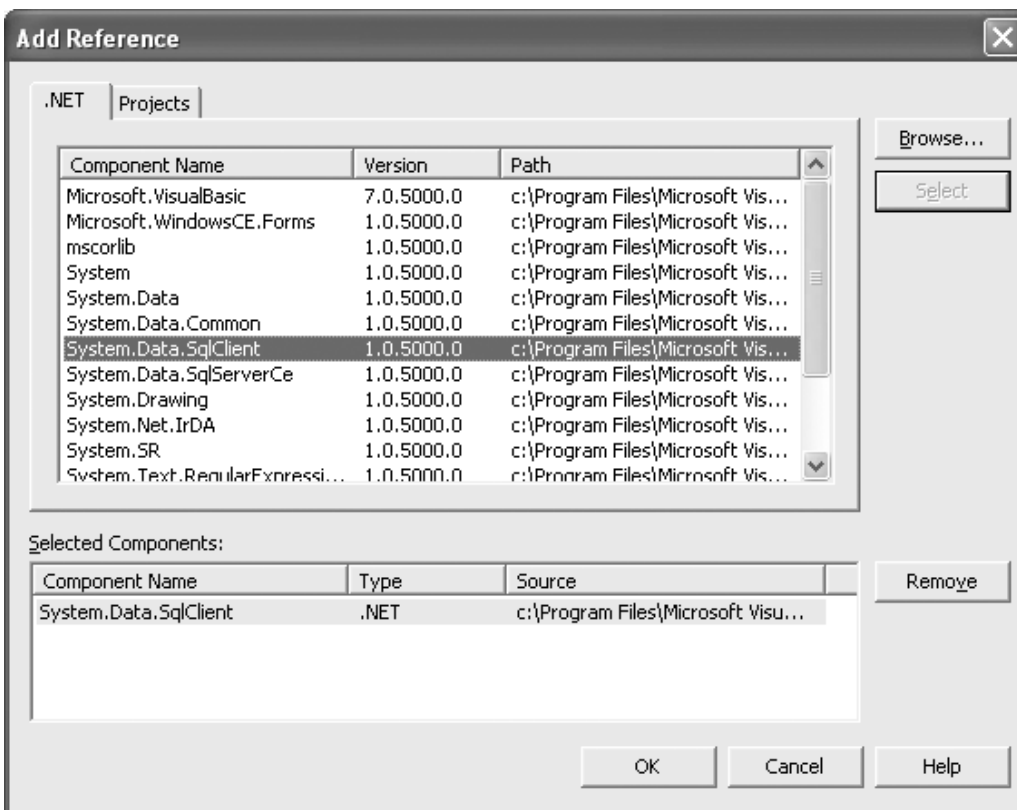 Add Reference
.NET Projects
Browse...
Component Name Version Path
Select
Microsoft.VisualBasic 7.0.5000.0 c:\Program Files\Microsoft Vis...
Microsoft.WindowsCE.Forms 1.0.5000.0 c:\Program Files\Microsoft Vis...
mscorlib 1.0.5000.0 c:\Program Files\Microsoft Vis...
System 1.0.5000.0 c:\Program Files\Microsoft Vis...
System.Data 1.0.5000.0 c:\Program Files\Microsoft Vis...
System.Data.Common 1.0.5000.0 c:\Program Files\Microsoft Vis...
System.Data.SqlClient 1.0.5000.0 c:\Program Files\Microsoft Vis...
System.Data.SqlServerCe 1.0.5000.0 c:\Program Files\Microsoft Vis...
System.Drawing 1.0.5000.0 c:\Program Files\Microsoft Vis...
System.Net.IrDA 1.0.5000.0 c:\Program Files\Microsoft Vis...
System.SR 1.0.5000.0 c:\Program Files\Microsoft Vis...
System.Text.RegularExpressi... 1.0.5000.0 c:\Program Files\Microsoft Vis...
Selected Components:
Component Name Type Source
Remove
System.Data.SqlClient .NET c:\Program Files\Microsoft Visu...
OK Cancel Help